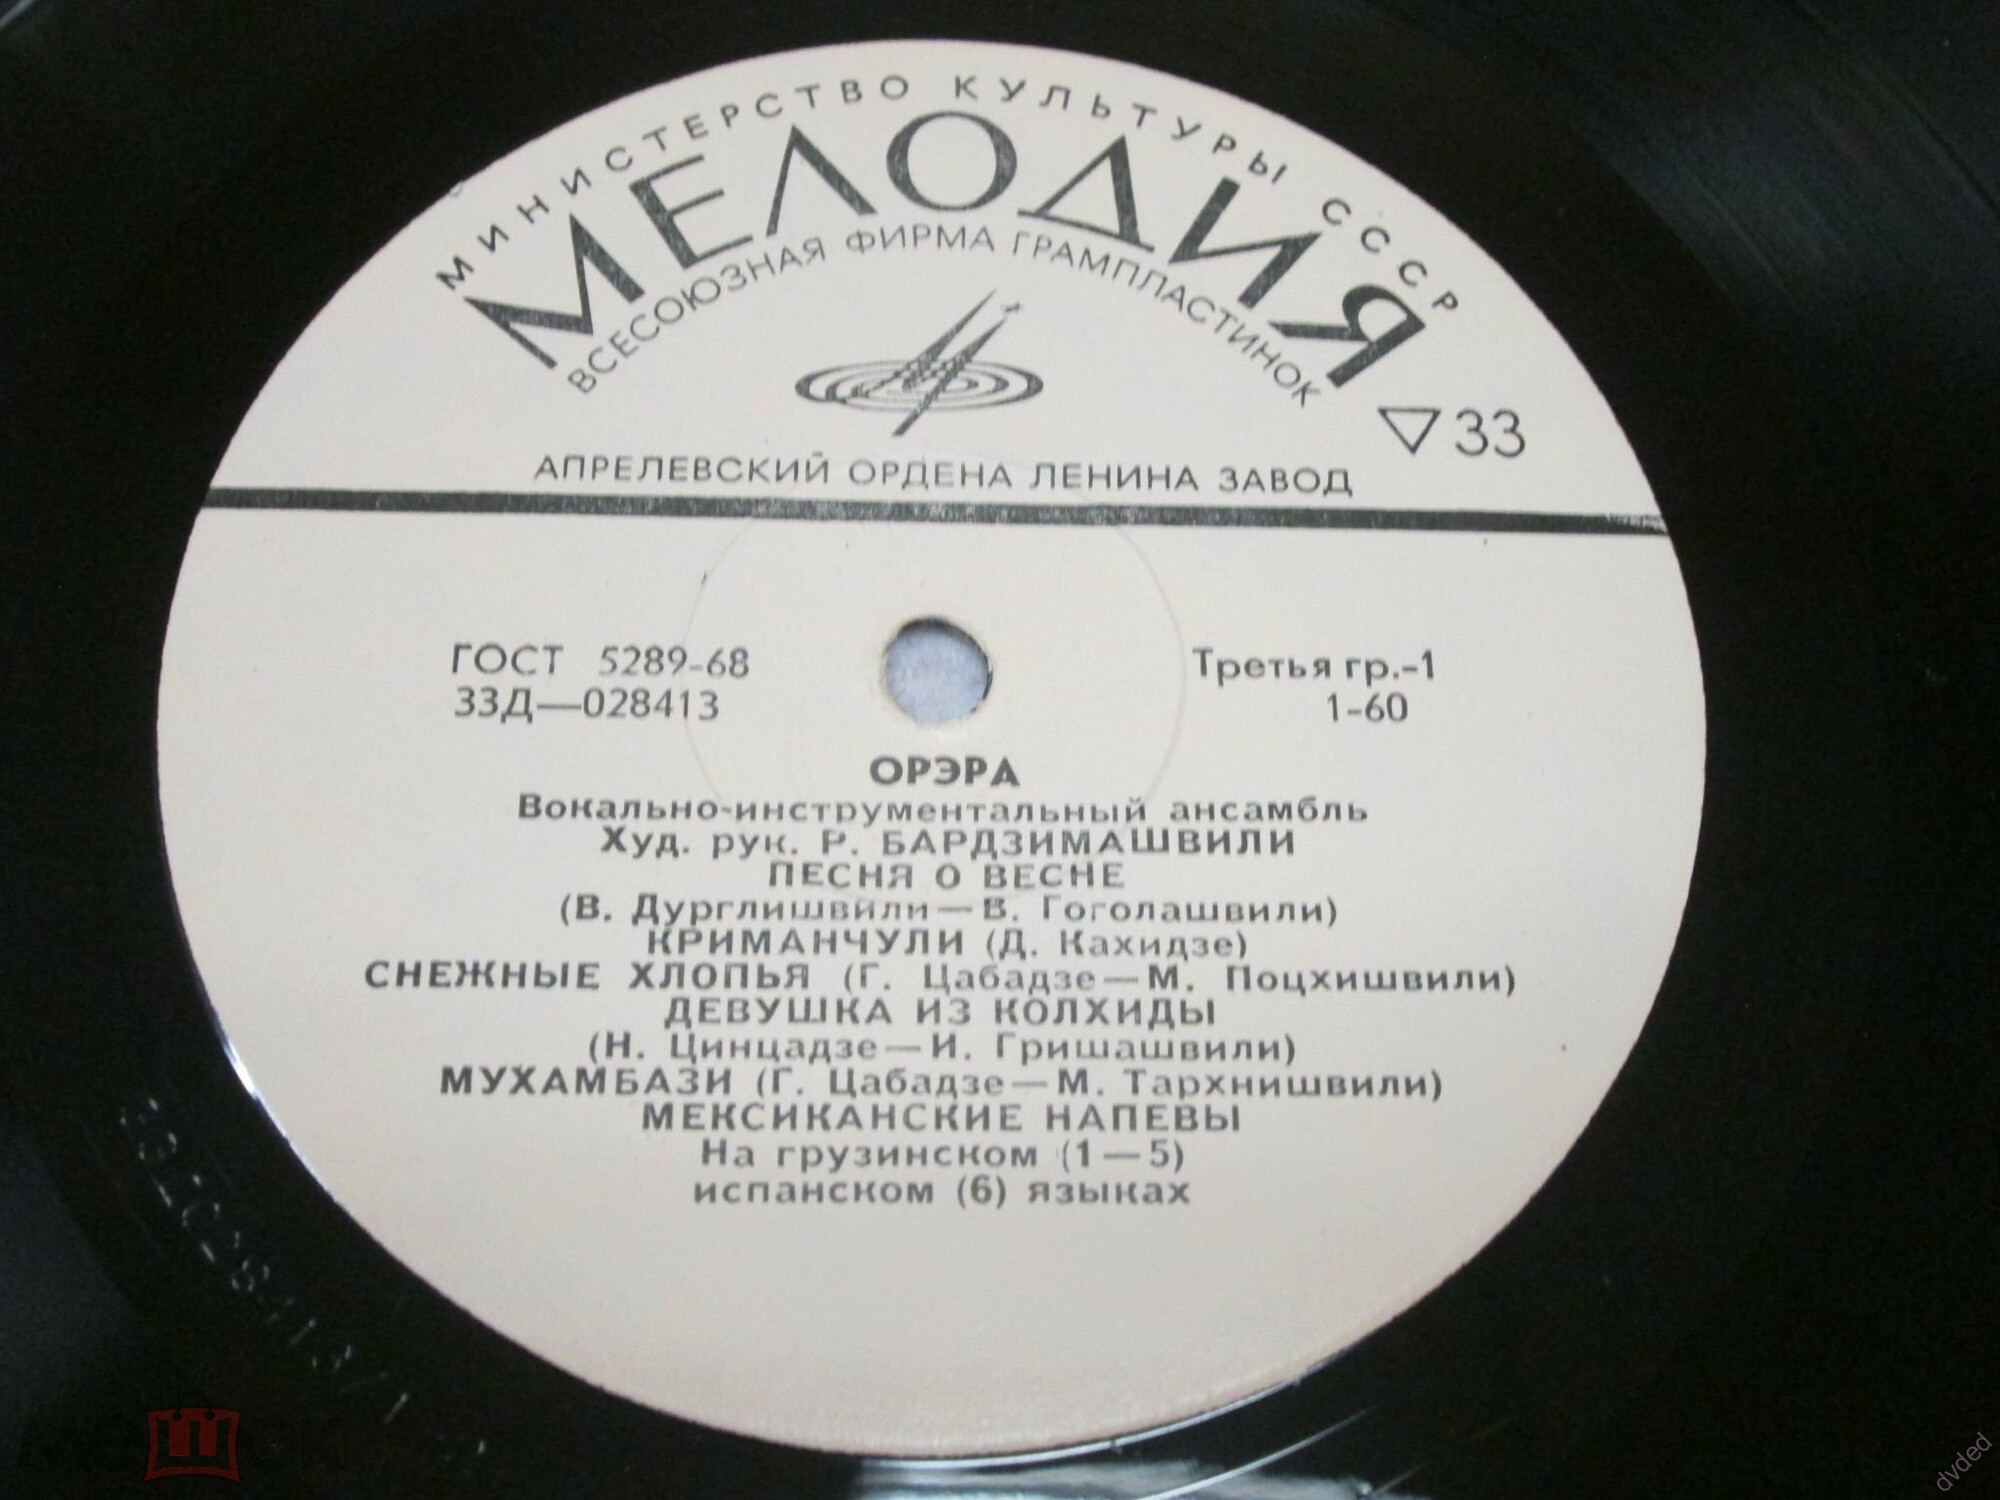 МИНИСТЕРСТВО КУЛЬТУРЫ СССР
МЕЛОДИЯ
ВСЕСОЮЗНАЯ ФИРМА ГРАМПЛАСТИНОК
33
АПРЕЛЕВСКИЙ ОРДЕНА ЛЕНИНА ЗАВОД
ГОСТ 5289-68
33Д—028413
Третья гр.-1
1-60
ОРЭРА
Вокально-инструментальный ансамбль
Худ. рук. Р. БАРДЗИМАШВИЛИ
ПЕСНЯ О ВЕСНЕ
(В. Дурглишвили — В. Гоголашвили)
КРИМАНЧУЛИ (Д. Кахидзе)
СНЕЖНЫЕ ХЛОПЬЯ (Г. Цабадзе — М. Поцхишвили)
ДЕВУШКА ИЗ КОЛХИДЫ
(Н. Цинцадзе — И. Гришашвили)
МУХАМБАЗИ (Г. Цабадзе — М. Тархнишвили)
МЕКСИКАНСКИЕ НАПЕВЫ
На грузинском (1 — 5)
испанском (6) языках
dvded